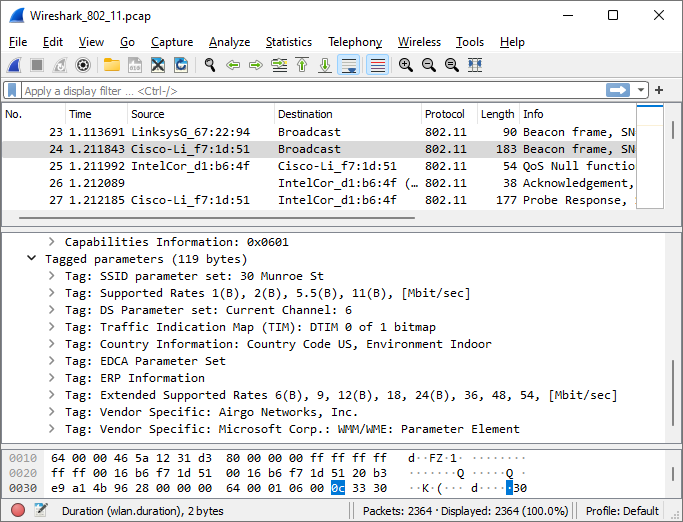 Wireshark_802_11.pcap
File Edit View Go Capture Analyze Statistics Telephony Wireless Tools Help
Apply a display filter ... <Ctrl-/>
No. Time Source Destination Protocol Length Info
23 1.113691 LinksysG_67:22:94 Broadcast 802.11 90 Beacon frame, SN
24 1.211843 Cisco-Li_f7:1d:51 Broadcast 802.11 183 Beacon frame, SN
25 1.211992 IntelCor_d1:b6:4f Cisco-Li_f7:1d:51 802.11 54 QoS Null functio
26 1.212089 IntelCor_d1:b6:4f (… 802.11 38 Acknowledgement,
27 1.212185 Cisco-Li_f7:1d:51 IntelCor_d1:b6:4f 802.11 177 Probe Response,
Capabilities Information: 0x0601
Tagged parameters (119 bytes)
Tag: SSID parameter set: 30 Munroe St
Tag: Supported Rates 1(B), 2(B), 5.5(B), 11(B), [Mbit/sec]
Tag: DS Parameter set: Current Channel: 6
Tag: Traffic Indication Map (TIM): DTIM 0 of 1 bitmap
Tag: Country Information: Country Code US, Environment Indoor
Tag: EDCA Parameter Set
Tag: ERP Information
Tag: Extended Supported Rates 6(B), 9, 12(B), 18, 24(B), 36, 48, 54, [Mbit/sec]
Tag: Vendor Specific: Airgo Networks, Inc.
Tag: Vendor Specific: Microsoft Corp.: WMM/WME: Parameter Element
0010 64 00 00 46 5a 12 31 d3 80 00 00 00 ff ff ff ff d··FZ·1· ········
0020 ff ff 00 16 b6 f7 1d 51 00 16 b6 f7 1d 51 20 b3 ·······Q ·····Q ·
0030 e9 a1 4b 96 28 00 00 00 64 00 01 06 00 0c 33 30 ··K·(··· d·····30
Duration (wlan.duration), 2 bytes Packets: 2364 · Displayed: 2364 (100.0%) Profile: Default